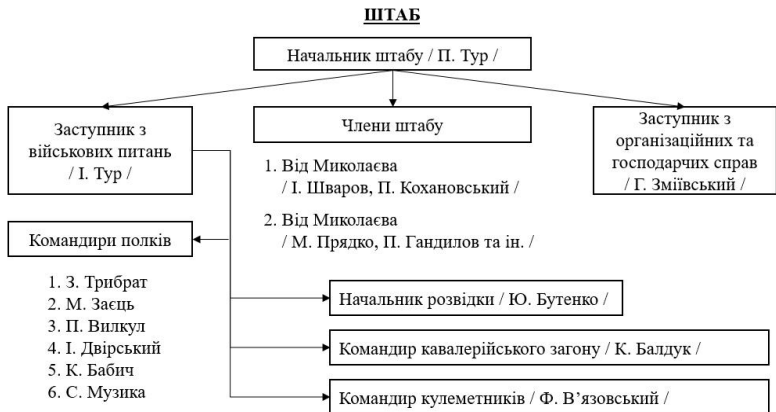 ШТАБ
Начальник штабу / П. Тур /
Заступник з
військових питань
/ І. Тур /
Члени штабу
1. Від Миколаєва
/ І. Шваров, П. Кохановський /
2. Від Миколаєва
/ М. Прядко, П. Гандилов та ін. /
Заступник з
організаційних та
господарчих справ
/ Г. Зміївський /
Командири полків
1. З. Трибрат
2. М. Заєць
3. П. Вилкул
4. І. Двірський
5. К. Бабич
6. С. Музика
Начальник розвідки / Ю. Бутенко /
Командир кавалерійського загону / К. Балдук /
Командир кулеметників / Ф. В’язовський /